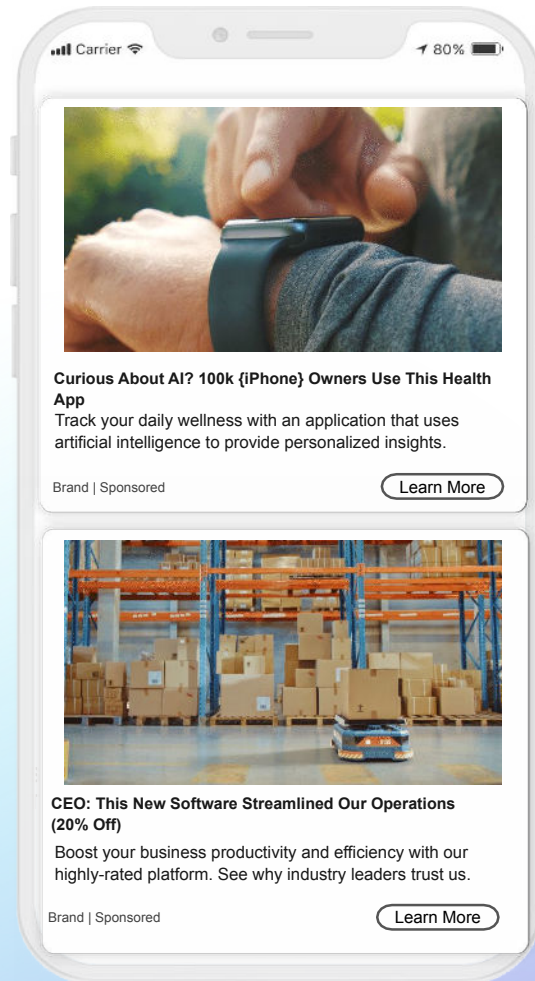 Carrier 80%
Curious About AI? 100k {iPhone} Owners Use This Health
App
Track your daily wellness with an application that uses
artificial intelligence to provide personalized insights.
Brand | Sponsored Learn More
CEO: This New Software Streamlined Our Operations
(20% Off)
Boost your business productivity and efficiency with our
highly-rated platform. See why industry leaders trust us.
Brand | Sponsored Learn More